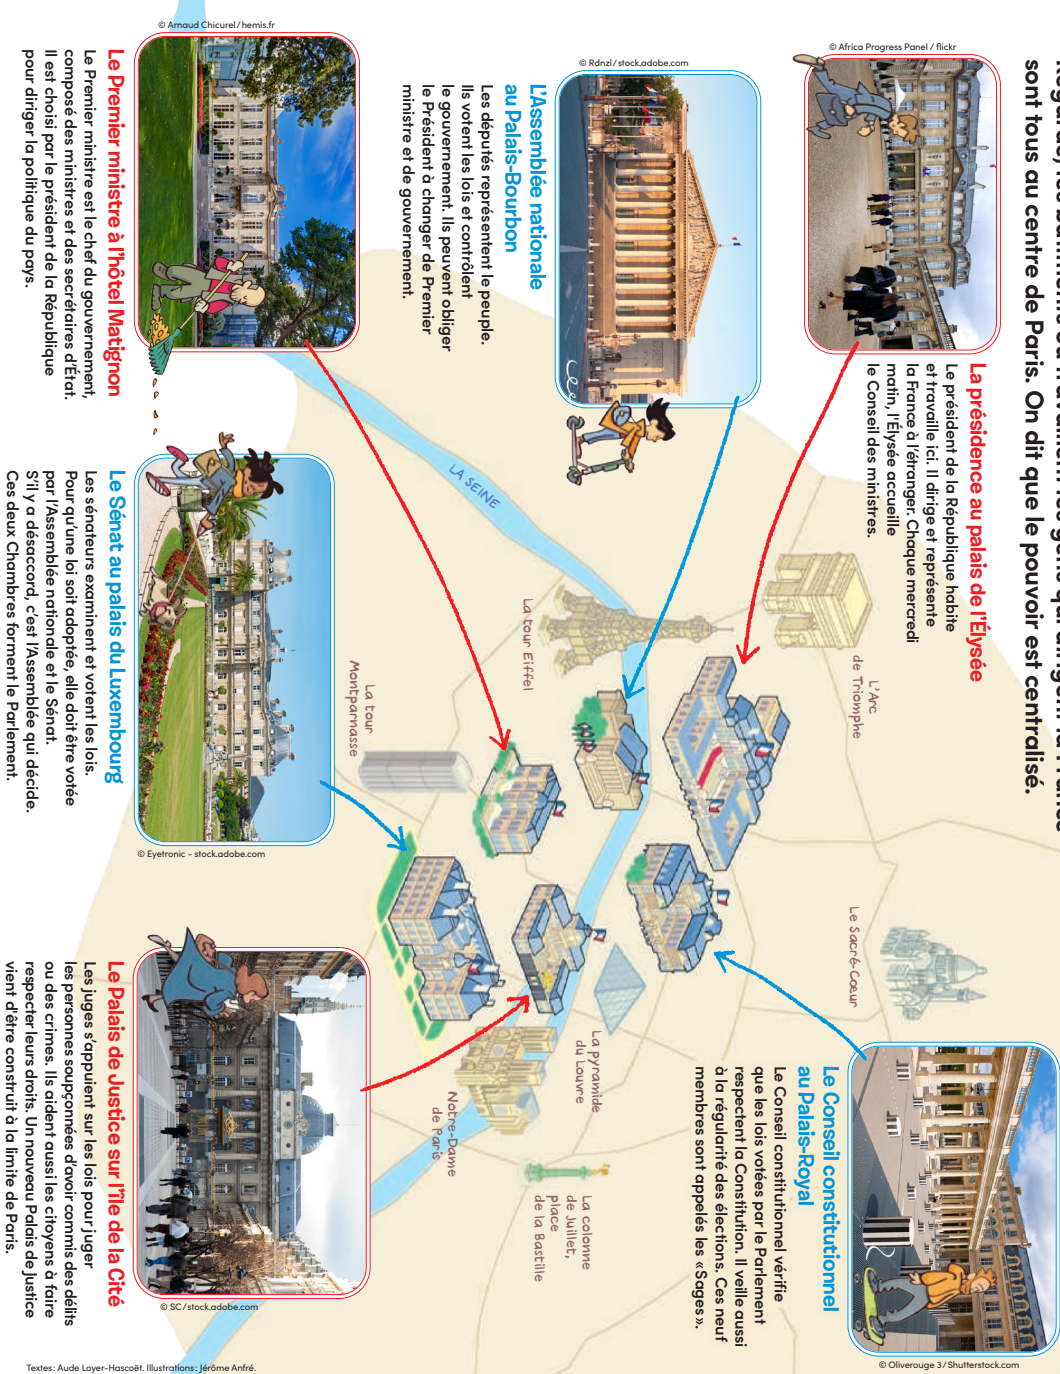 sont tous au centre de Paris. On dit que le pouvoir est centralisé.
© Africa Progress Panel / flickr
La présidence au palais de l'Élysée
Le président de la République habite
et travaille ici. Il dirige et représente
la France à l'étranger. Chaque mercredi
matin, l'Élysée accueille
le Conseil des ministres.
© Oliverouge 3/Shutterstock.com
Le Conseil constitutionnel
au Palais-Royal
Le Conseil constitutionnel vérifie
que les lois votées par le Parlement
respectent la Constitution. Il veille aussi
à la régularité des élections. Ces neuf
membres sont appelés les «Sages».
© Rdnzl/stock.adobe.com
L'Assemblée nationale
au Palais-Bourbon
Les députés représentent le peuple.
Ils votent les lois et contrôlent
le gouvernement. Ils peuvent obliger
le Président à changer de Premier
ministre et de gouvernement.
L'Arc
de Triomphe
Le Sacré-Cœur
La tour Eiffel
LA SEINE
La pyramide
du Louvre
La colonne
de Juillet,
place
de la Bastille
Notre-Dame
de Paris
La tour
Montparnasse
© Arnaud Chicurel/hemis.fr
Le Premier ministre à l'hôtel Matignon
Le Premier ministre est le chef du gouvernement,
composé des ministres et des secrétaires d'État.
Il est choisi par le président de la République
pour diriger la politique du pays.
© Eyetronic - stock.adobe.com
Le Sénat au palais du Luxembourg
Les sénateurs examinent et votent les lois.
Pour qu'une loi soit adoptée, elle doit être votée
par l'Assemblée nationale et le Sénat.
S'il y a désaccord, c'est l'Assemblée qui décide.
Ces deux Chambres forment le Parlement.
© SC/stock.adobe.com
Le Palais de Justice sur l'île de la Cité
Les juges s'appuient sur les lois pour juger
les personnes soupçonnées d'avoir commis des délits
ou des crimes. Ils aident aussi les citoyens à faire
respecter leurs droits. Un nouveau Palais de Justice
vient d'être construit à la limite de Paris.
Textes: Aude Loyer-Hascoët. Illustrations: Jérôme Anfré.